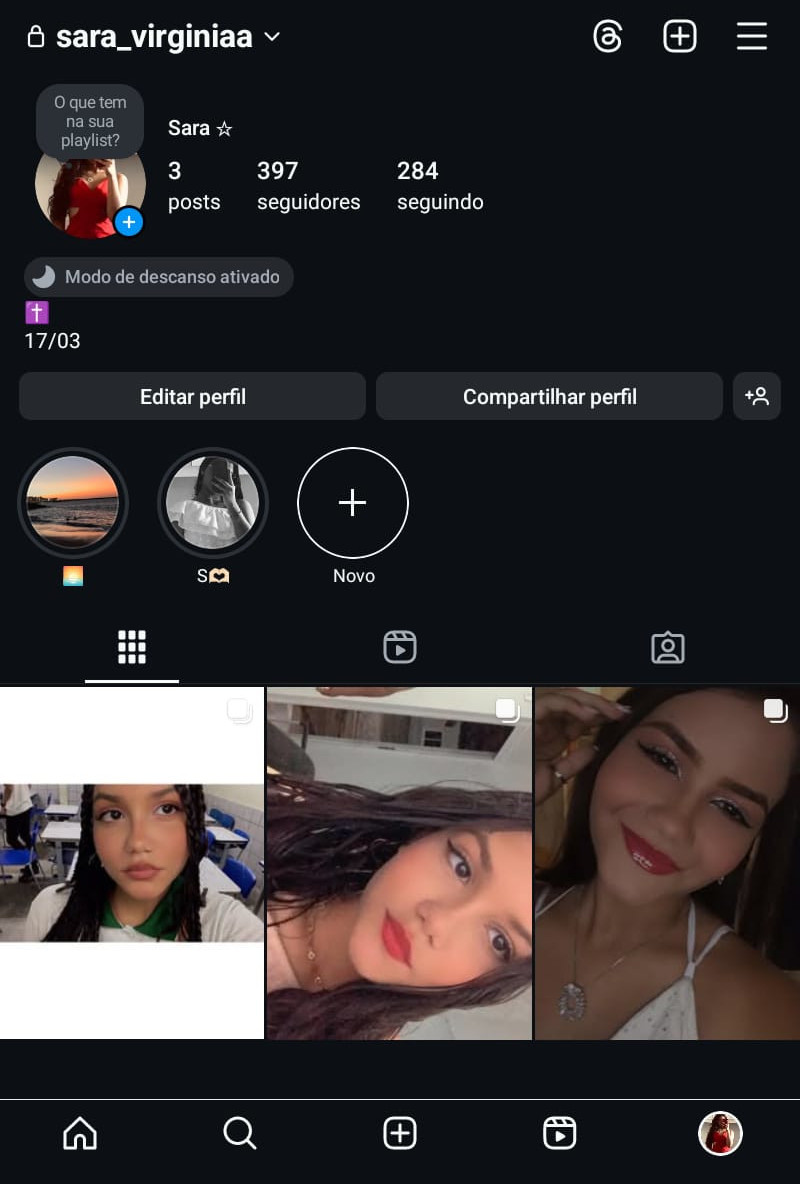 sara_virginiaa
O que tem
na sua
playlist?
Sara ☆
3
posts
397
seguidores
284
seguindo
Modo de descanso ativado
✝️
17/03
Editar perfil
Compartilhar perfil
🌅
S🫶🏻
Novo